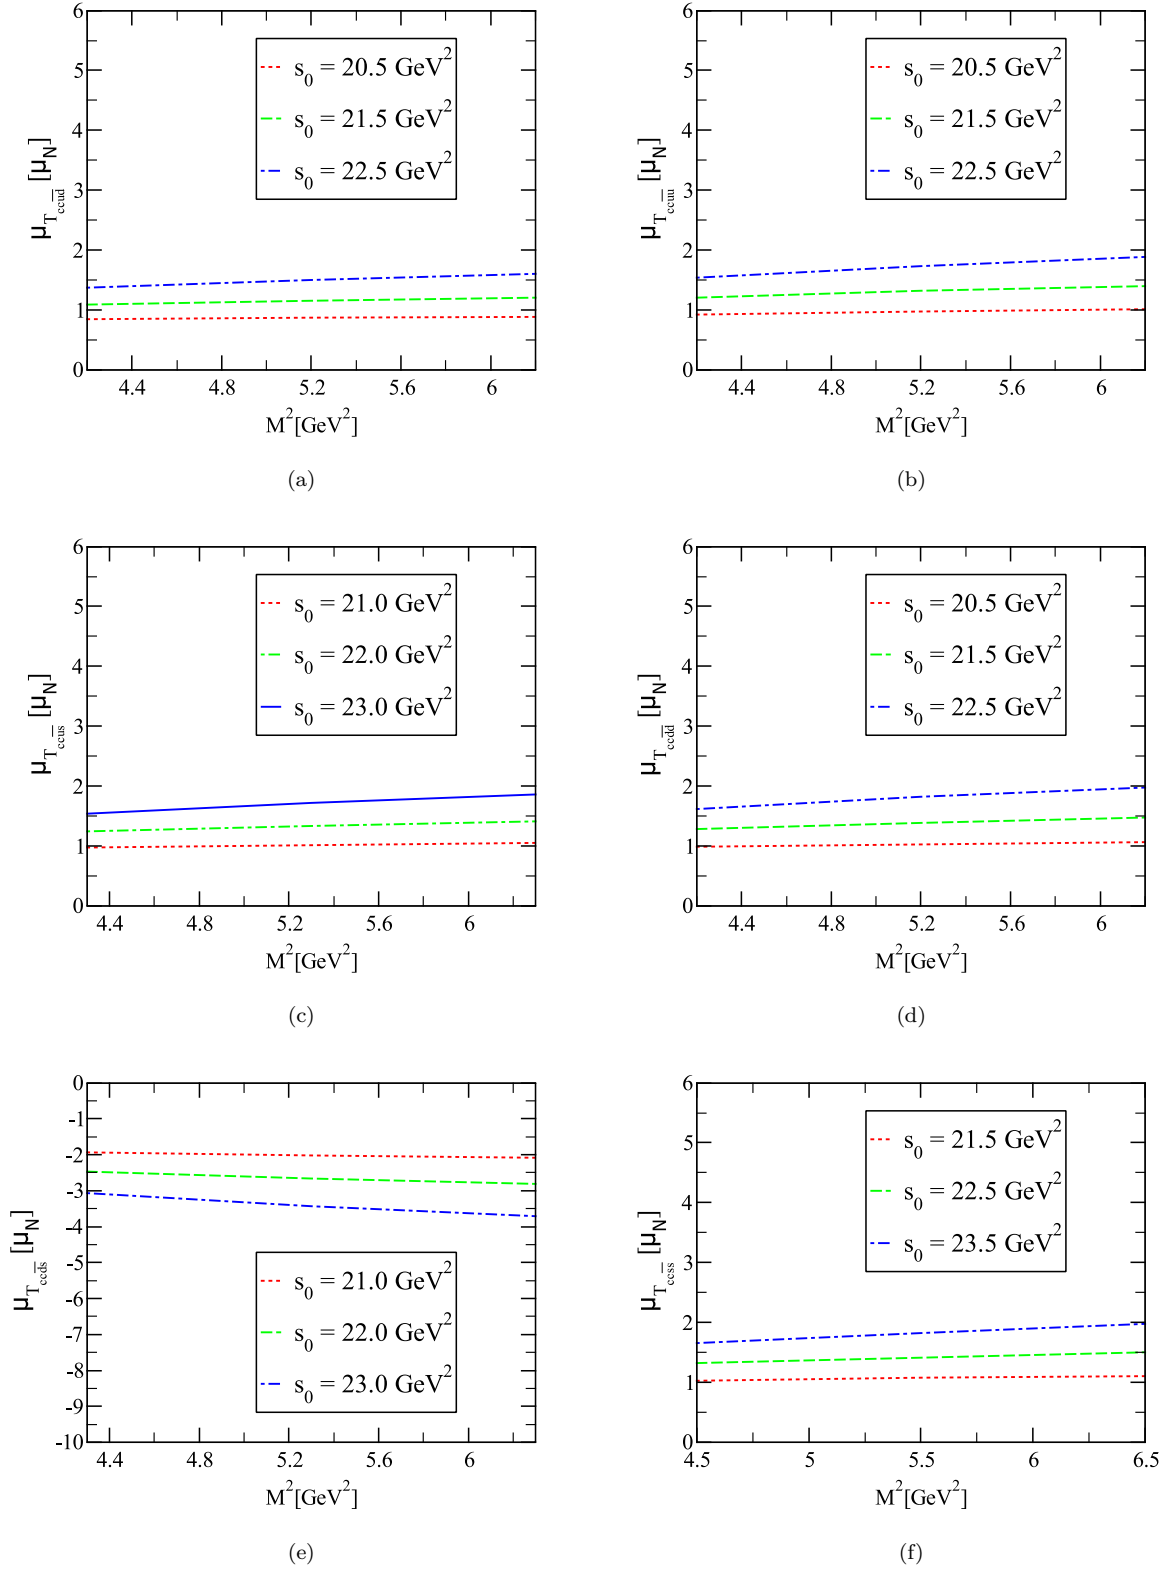 6
5
4
3
2
1
0
μ_{T_{cc\overline{ud}}} [μ_N]
s_0 = 20.5 GeV^2
s_0 = 21.5 GeV^2
s_0 = 22.5 GeV^2
4.4 4.8 5.2 5.6 6
M^2[GeV^2]
(a)
6
5
4
3
2
1
0
μ_{T_{cc\overline{uu}}} [μ_N]
s_0 = 20.5 GeV^2
s_0 = 21.5 GeV^2
s_0 = 22.5 GeV^2
4.4 4.8 5.2 5.6 6
M^2[GeV^2]
(b)
6
5
4
3
2
1
0
μ_{T_{cc\overline{us}}} [μ_N]
s_0 = 21.0 GeV^2
s_0 = 22.0 GeV^2
s_0 = 23.0 GeV^2
4.4 4.8 5.2 5.6 6
M^2[GeV^2]
(c)
6
5
4
3
2
1
0
μ_{T_{cc\overline{dd}}} [μ_N]
s_0 = 20.5 GeV^2
s_0 = 21.5 GeV^2
s_0 = 22.5 GeV^2
4.4 4.8 5.2 5.6 6
M^2[GeV^2]
(d)
0
-1
-2
-3
-4
-5
-6
-7
-8
-9
-10
μ_{T_{cc\overline{ds}}} [μ_N]
s_0 = 21.0 GeV^2
s_0 = 22.0 GeV^2
s_0 = 23.0 GeV^2
4.4 4.8 5.2 5.6 6
M^2[GeV^2]
(e)
6
5
4
3
2
1
0
μ_{T_{cc\overline{ss}}} [μ_N]
s_0 = 21.5 GeV^2
s_0 = 22.5 GeV^2
s_0 = 23.5 GeV^2
4.5 5 5.5 6 6.5
M^2[GeV^2]
(f)